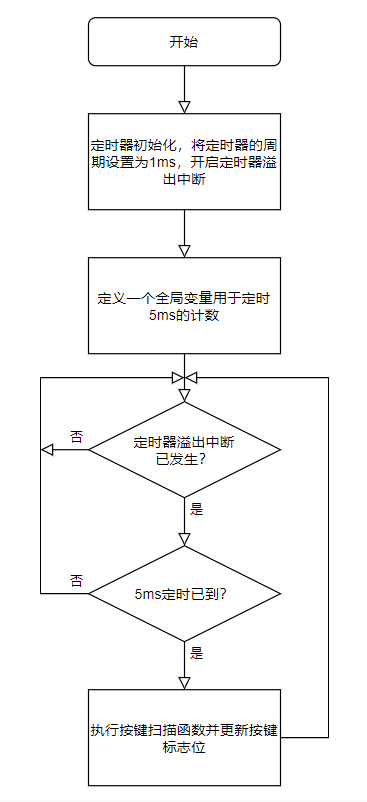 开始
定时器初始化，将定时器的周
期设置为1ms，开启定时器溢
出中断
定义一个全局变量用于定时
5ms的计数
定时器溢出中断
已发生？
否
是
5ms定时已到？
否
是
执行按键扫描函数并更新按键
标志位